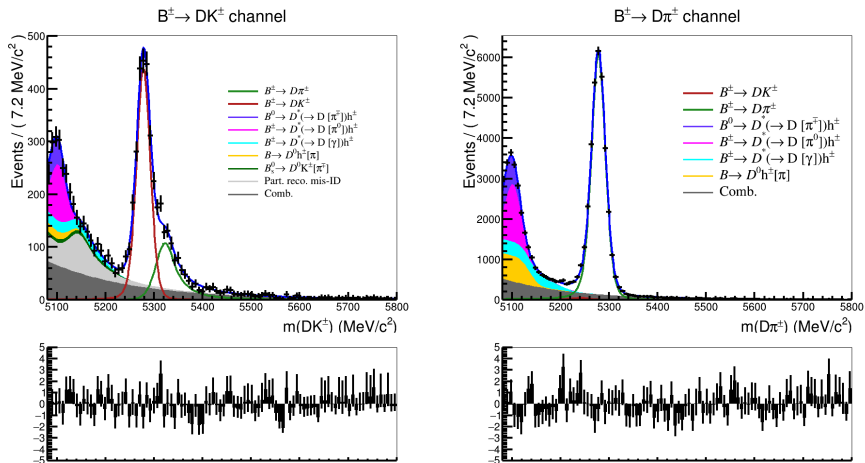 B±→ DK± channel
B±→ Dπ± channel
Events / ( 7.2 MeV/c²)
500
400
300
200
100
0
B±→ Dπ±
B±→ DK±
B⁰→ D*(→ D [π∓])h±
B±→ D*(→ D [π⁰])h±
B±→ D*(→ D [γ])h±
B→ D⁰h±[π]
B⁰ₛ→ D⁰K±[π∓]
Part. reco. mis-ID
Comb.
5100 5200 5300 5400 5500 5600 5700 5800
m(DK±) (MeV/c²)
Events / ( 7.2 MeV/c²)
6000
5000
4000
3000
2000
1000
0
B±→ DK±
B±→ Dπ±
B⁰→ D*(→ D [π∓])h±
B±→ D*(→ D [π⁰])h±
B±→ D*(→ D [γ])h±
B→ D⁰h±[π]
Comb.
5100 5200 5300 5400 5500 5600 5700 5800
m(Dπ±) (MeV/c²)
5
4
3
2
1
0
−1
−2
−3
−4
−5
5
4
3
2
1
0
−1
−2
−3
−4
−5